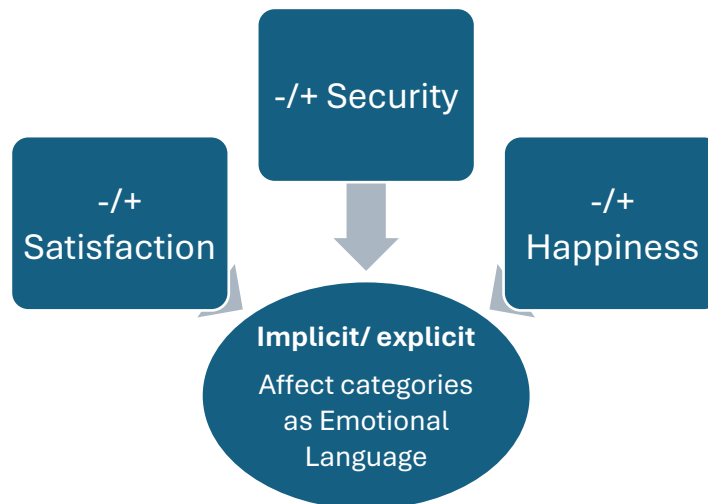 -/+ Security
-/+
Satisfaction
-/+
Happiness
Implicit/ explicit
Affect categories
as Emotional
Language